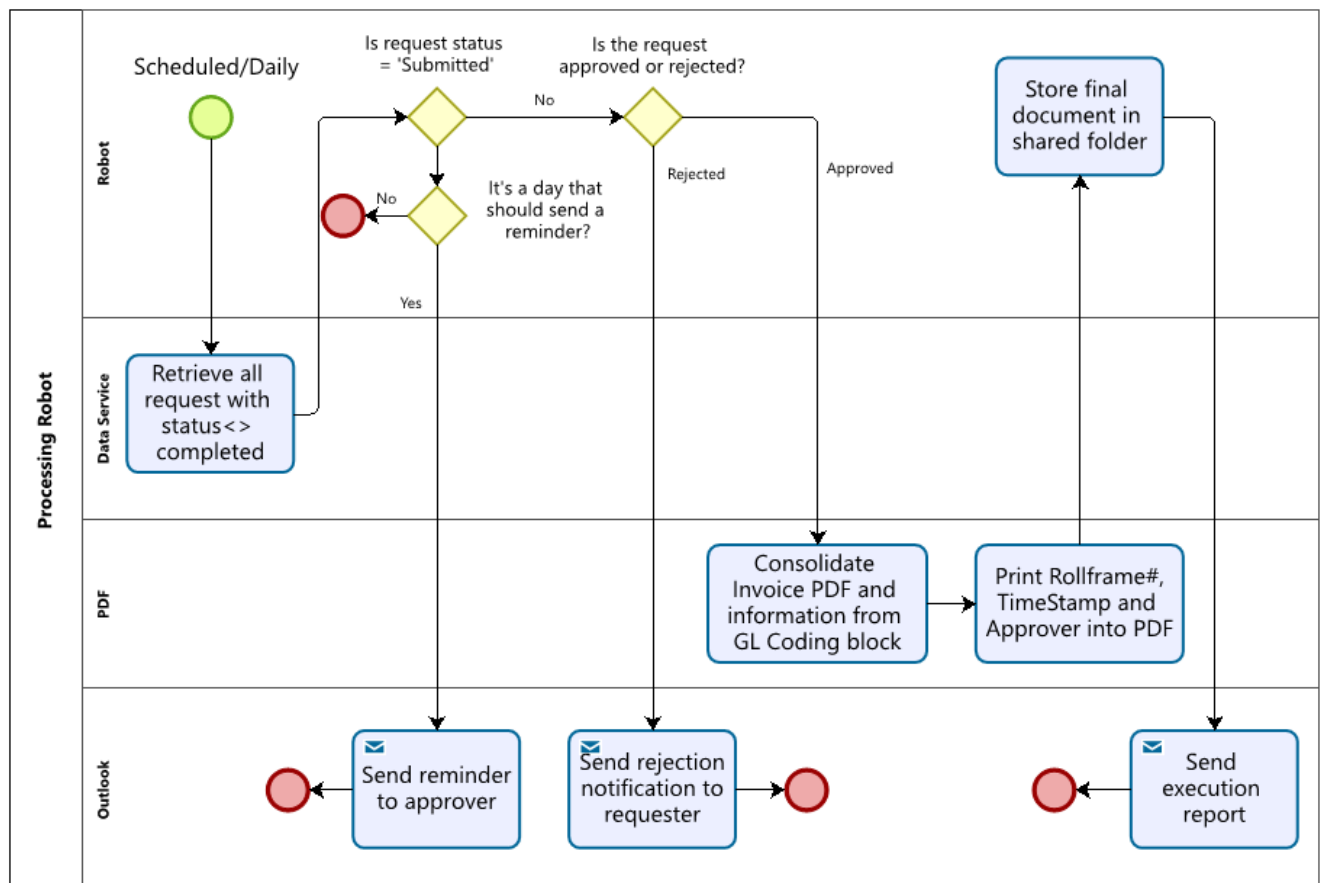 Processing Robot
Robot
Scheduled/Daily
Is request status
= 'Submitted'
Is the request
approved or rejected?
No
Rejected
Approved
It's a day that
should send a
reminder?
No
Yes
Store final
document in
shared folder
Data Service
Retrieve all
request with
status<>
completed
PDF
Consolidate
Invoice PDF and
information from
GL Coding block
Print Rollframe#,
TimeStamp and
Approver into PDF
Outlook
Send reminder
to approver
Send rejection
notification to
requester
Send
execution
report